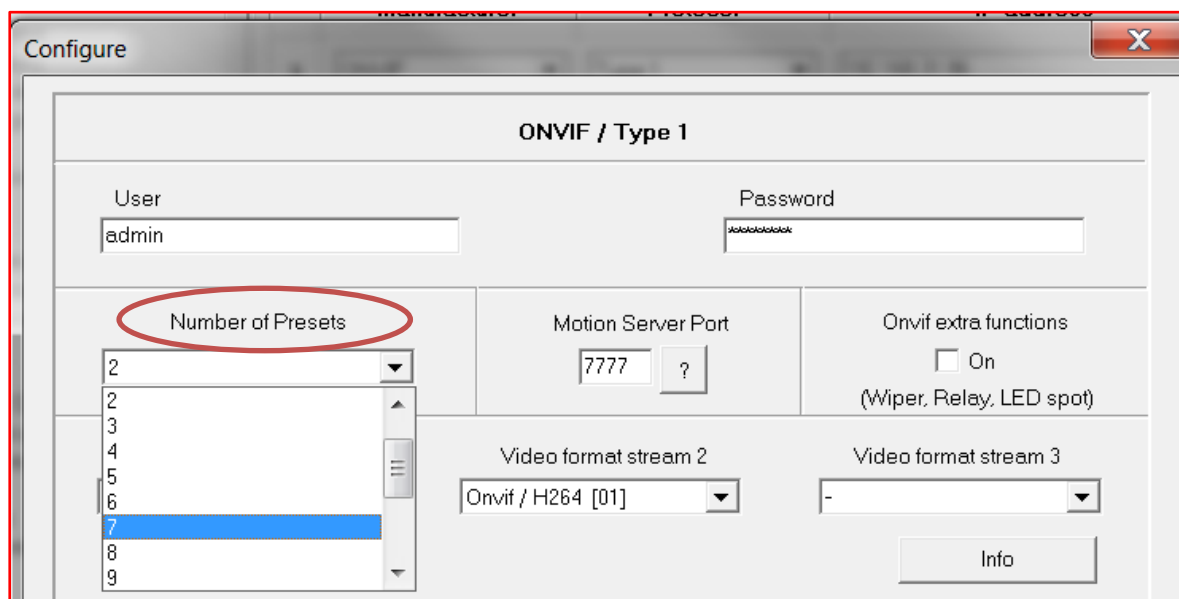 Configure
X
ONVIF / Type 1
User
Password
admin
*********
Number of Presets
Motion Server Port
Onvif extra functions
2
7777
?
On
(Wiper, Relay, LED spot)
2
3
4
5
6
7
8
9
Video format stream 2
Video format stream 3
Onvif / H264 [01]
-
Info